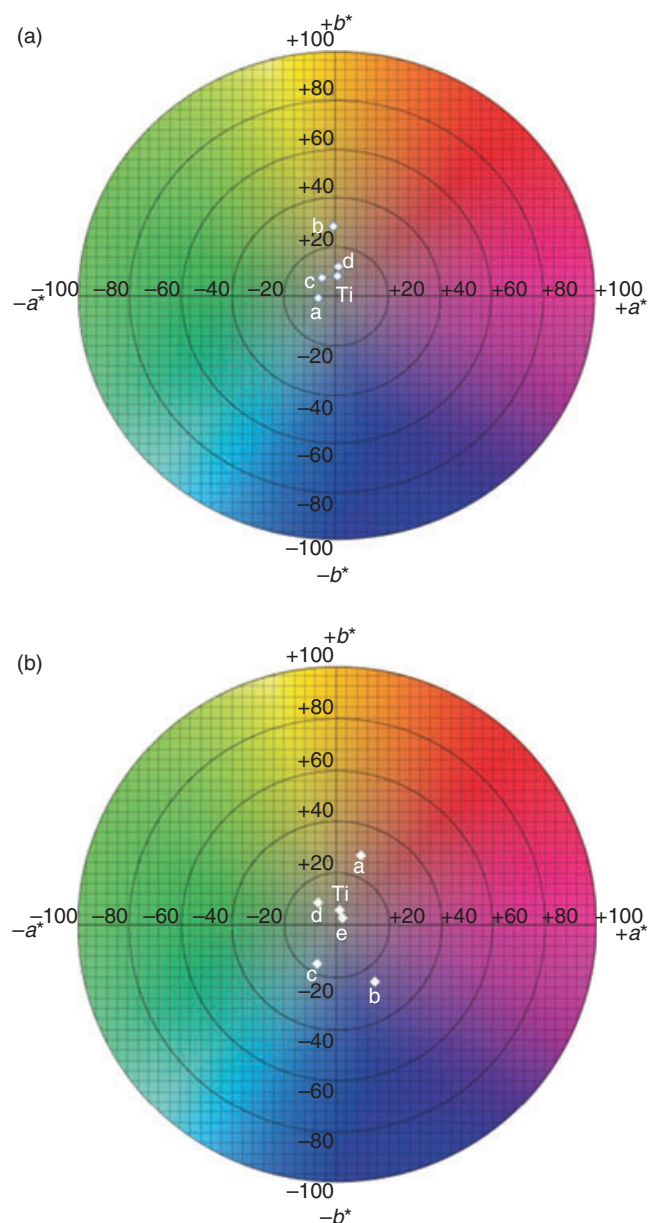 (a)
+b*
+100
+80
+60
+40
b
+20
d
c
Ti
–100 –80 –60 –40 –20 +20 +40 +60 +80 +100
–a* +a*
a
–20
–40
–60
–80
–100
–b*
(b)
+b*
+100
+80
+60
+40
a
+20
Ti
d
–100 –80 –60 –40 –20 +20 +40 +60 +80 +100
–a* +a*
e
c
–20
b
–40
–60
–80
–100
–b*